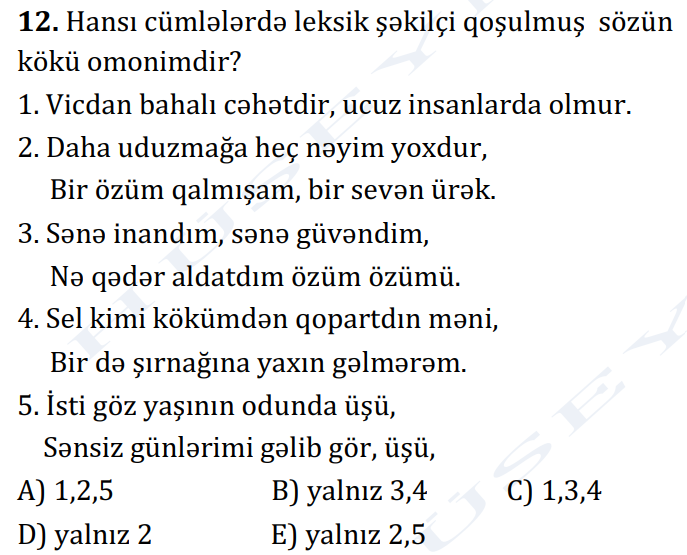 12. Hansı cümlələrdə leksik şəkilçi qoşulmuş sözün
kökü omonimdir?
1. Vicdan bahalı cəhətdir, ucuz insanlarda olmur.
2. Daha uduzmağa heç nəyim yoxdur,
Bir özüm qalmışam, bir sevən ürək.
3. Sənə inandım, sənə güvəndim,
Nə qədər aldatdım özüm özümü.
4. Sel kimi kökümdən qopartdın məni,
Bir də şırnağına yaxın gəlmərəm.
5. İsti göz yaşının odunda üşü,
Sənsiz günlərimi gəlib gör, üşü,
A) 1,2,5 B) yalnız 3,4 C) 1,3,4
D) yalnız 2 E) yalnız 2,5